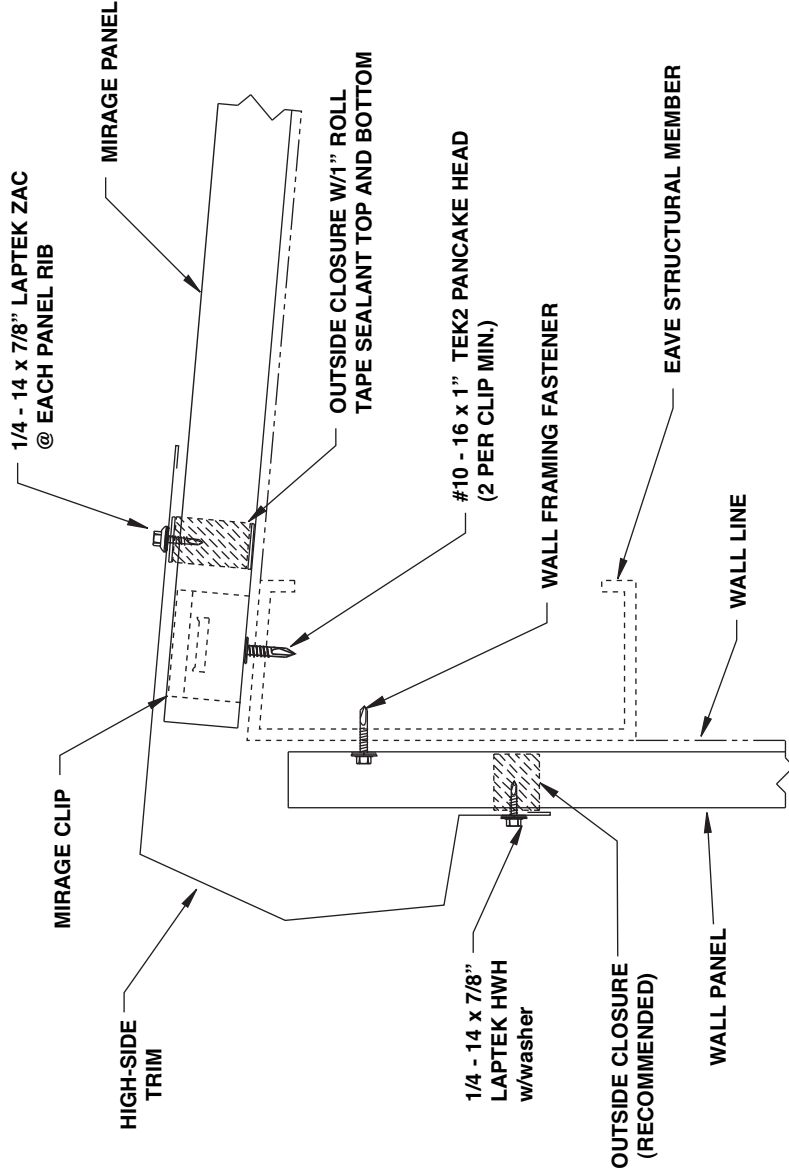 1/4 - 14 x 7/8” LAPTEK ZAC
@ EACH PANEL RIB
MIRAGE PANEL
MIRAGE CLIP
OUTSIDE CLOSURE W/1” ROLL
TAPE SEALANT TOP AND BOTTOM
HIGH-SIDE
TRIM
#10 - 16 x 1” TEK2 PANCAKE HEAD
(2 PER CLIP MIN.)
WALL FRAMING FASTENER
1/4 - 14 x 7/8”
LAPTEK HWH
w/washer
EAVE STRUCTURAL MEMBER
OUTSIDE CLOSURE
(RECOMMENDED)
WALL LINE
WALL PANEL